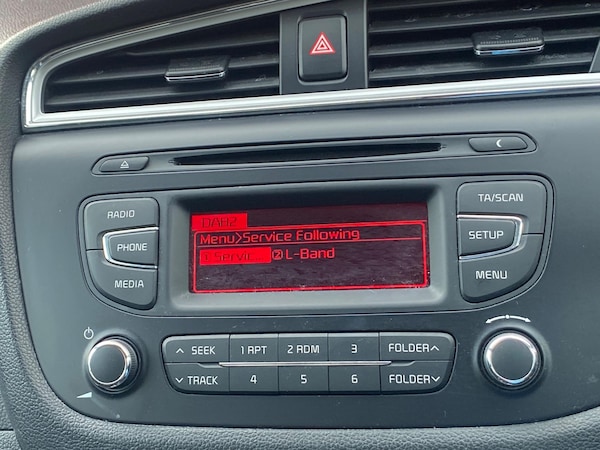 TA/SCAN
RADIO
DAB2
Menu>Service Following
PHONE
SETUP
1 Servic ② L-Band
MEDIA
MENU
SEEK 1 RPT 2 RDM 3 FOLDER
TRACK 4 5 6 FOLDER